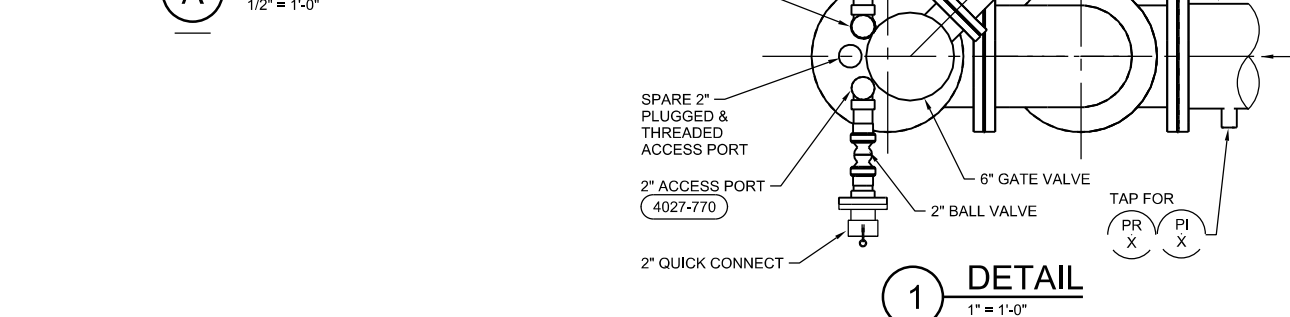 A
1/2" = 1'-0"
SPARE 2"
PLUGGED &
THREADED
ACCESS PORT
2" ACCESS PORT
4027-770
2" QUICK CONNECT
6" GATE VALVE
2" BALL VALVE
TAP FOR
PR
X
PI
X
1
DETAIL
1" = 1'-0"